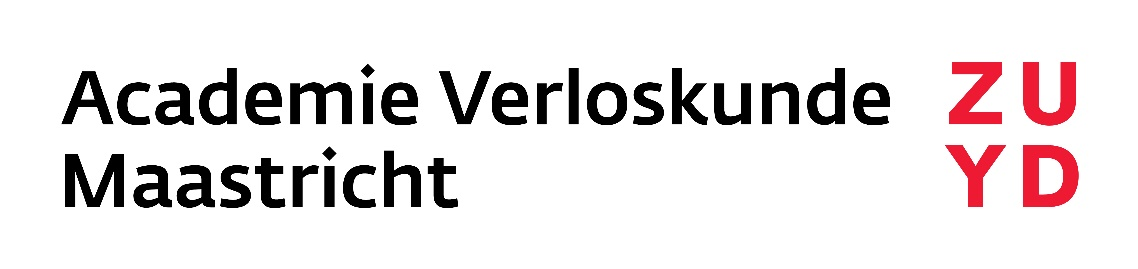 Academie Verloskunde
Maastricht
ZU
YD